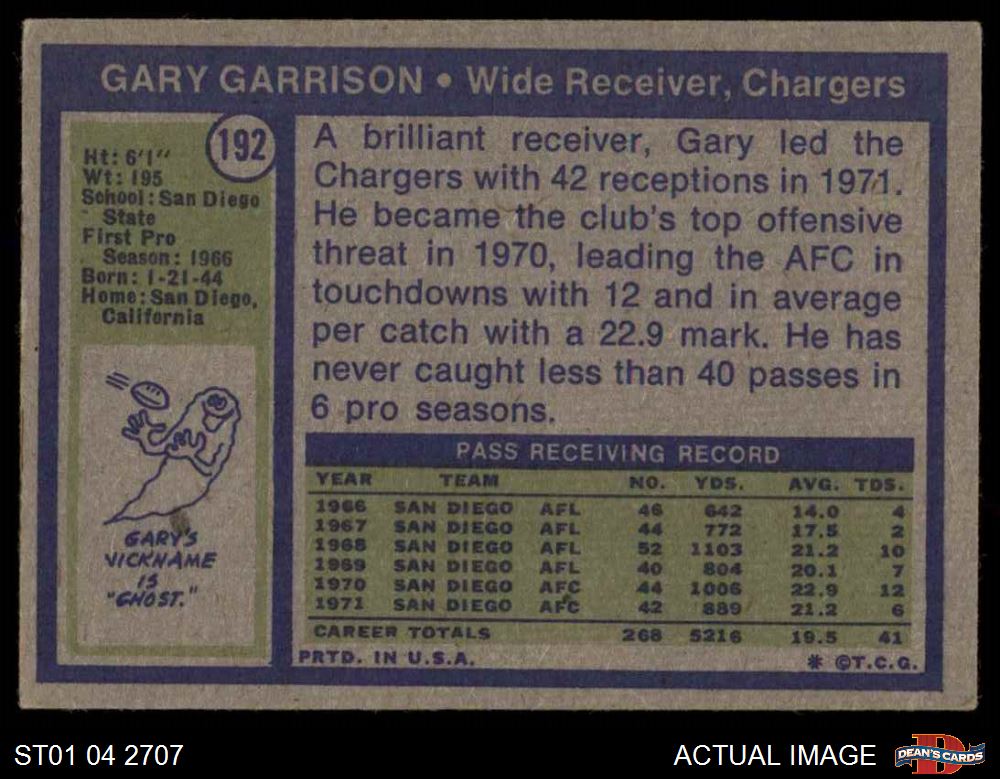 GARY GARRISON • Wide Receiver, Chargers
192
Ht: 6'1"
Wt: 195
School: San Diego
State
First Pro
Season: 1966
Born: 1-21-44
Home: San Diego,
California
GARY'S
NICKNAME
IS
"GHOST."
A brilliant receiver, Gary led the
Chargers with 42 receptions in 1971.
He became the club's top offensive
threat in 1970, leading the AFC in
touchdowns with 12 and in average
per catch with a 22.9 mark. He has
never caught less than 40 passes in
6 pro seasons.
PASS RECEIVING RECORD
YEAR TEAM NO. YDS. AVG. TDS.
1966 SAN DIEGO AFL 46 642 14.0 4
1967 SAN DIEGO AFL 44 772 17.5 2
1968 SAN DIEGO AFL 52 1103 21.2 10
1969 SAN DIEGO AFL 40 804 20.1 7
1970 SAN DIEGO AFC 44 1006 22.9 12
1971 SAN DIEGO AFC 42 889 21.2 6
CAREER TOTALS 268 5216 19.5 41
PRTD. IN U.S.A. * ©T.C.G.
ST01 04 2707
ACTUAL IMAGE
DEAN'S CARDS